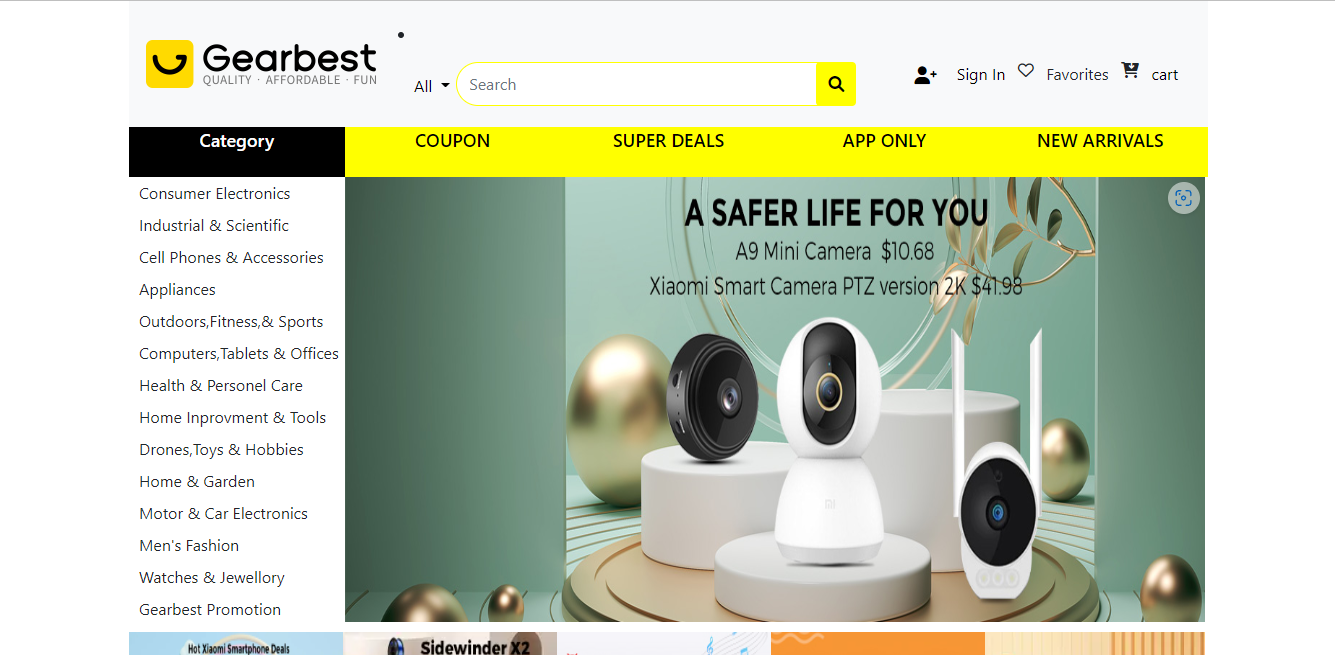 Gearbest
QUALITY · AFFORDABLE · FUN
All
Search
Sign In
Favorites
cart
Category
COUPON
SUPER DEALS
APP ONLY
NEW ARRIVALS
Consumer Electronics
Industrial & Scientific
Cell Phones & Accessories
Appliances
Outdoors,Fitness,& Sports
Computers,Tablets & Offices
Health & Personel Care
Home Inprovment & Tools
Drones,Toys & Hobbies
Home & Garden
Motor & Car Electronics
Men's Fashion
Watches & Jewellory
Gearbest Promotion
A SAFER LIFE FOR YOU
A9 Mini Camera $10.68
Xiaomi Smart Camera PTZ version 2K $41.98
MI
Hot Xiaomi Smartphone Deals
Sidewinder X2